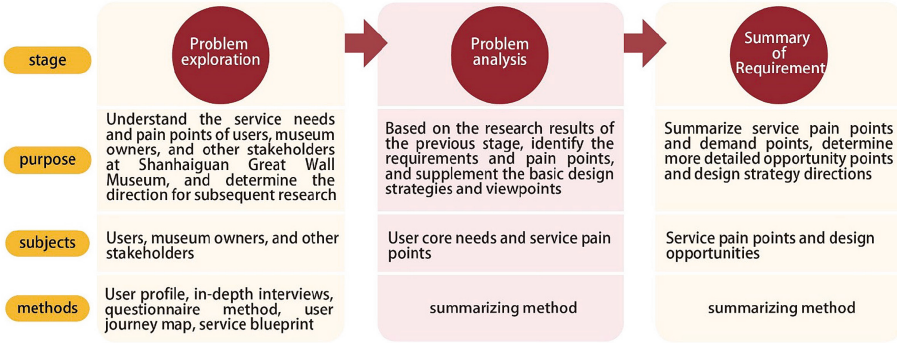 stage
Problem
exploration
Problem
analysis
Summary
of
Requirement
purpose
Understand the service needs
and pain points of users, museum
owners, and other stakeholders
at Shanhaiguan Great Wall
Museum, and determine the
direction for subsequent research
Based on the research results of
the previous stage, identify the
requirements and pain points,
and supplement the basic design
strategies and viewpoints
Summarize service pain points
and demand points, determine
more detailed opportunity points
and design strategy directions
subjects
Users, museum owners, and other
stakeholders
User core needs and service pain
points
Service pain points and design
opportunities
methods
User profile, in-depth interviews,
questionnaire method, user
journey map, service blueprint
summarizing method
summarizing method